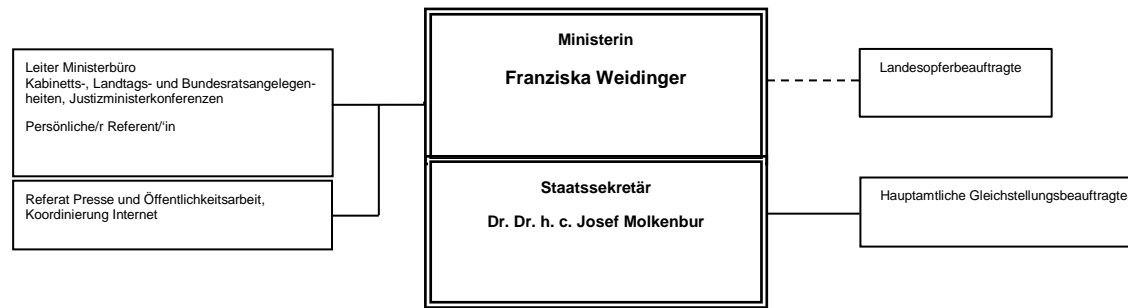 Ministerin
Franziska Weidinger
Leiter Ministerbüro
Kabinetts-, Landtags- und Bundesratsangelegen-
heiten, Justizministerkonferenzen
Persönliche/r Referent/'in
Landesopferbeauftragte
Referat Presse und Öffentlichkeitsarbeit,
Koordinierung Internet
Staatssekretär
Dr. Dr. h. c. Josef Molkenbur
Hauptamtliche Gleichstellungsbeauftragte